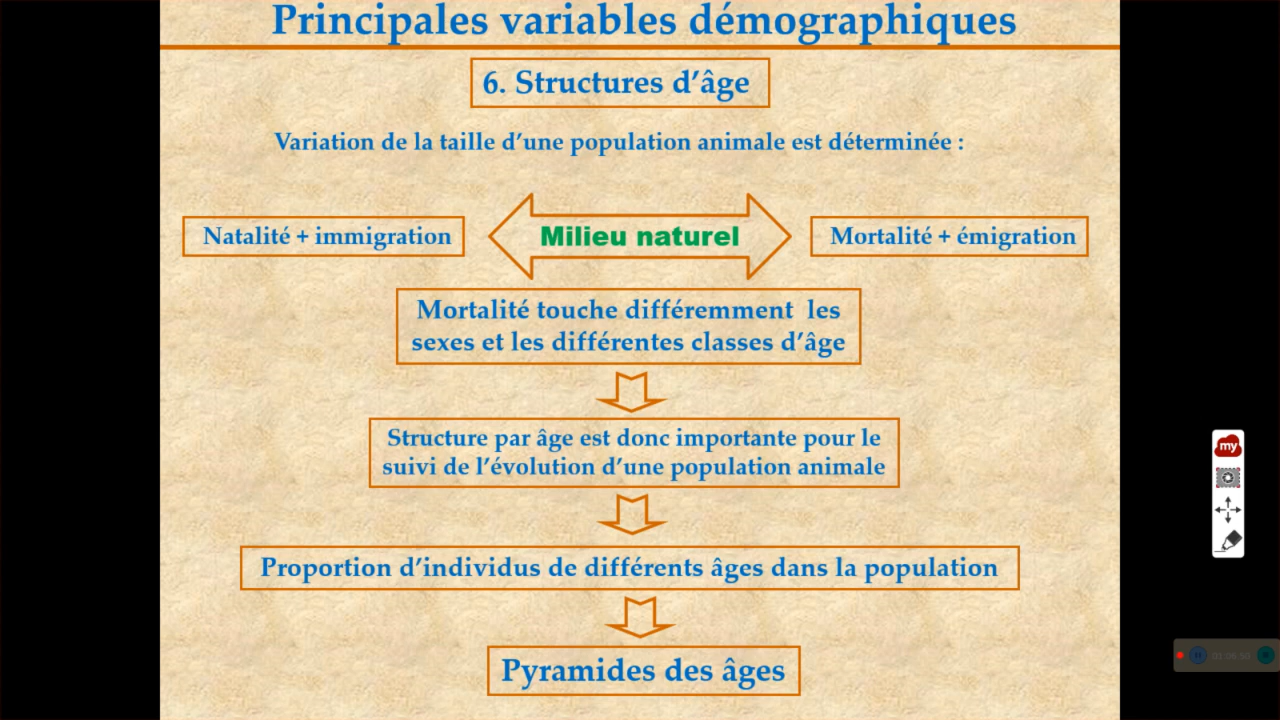 Principales variables démographiques
6. Structures d’âge
Variation de la taille d’une population animale est déterminée :
Natalité + immigration
Milieu naturel
Mortalité + émigration
Mortalité touche différemment les
sexes et les différentes classes d’âge
Structure par âge est donc importante pour le
suivi de l’évolution d’une population animale
Proportion d’individus de différents âges dans la population
Pyramides des âges
my